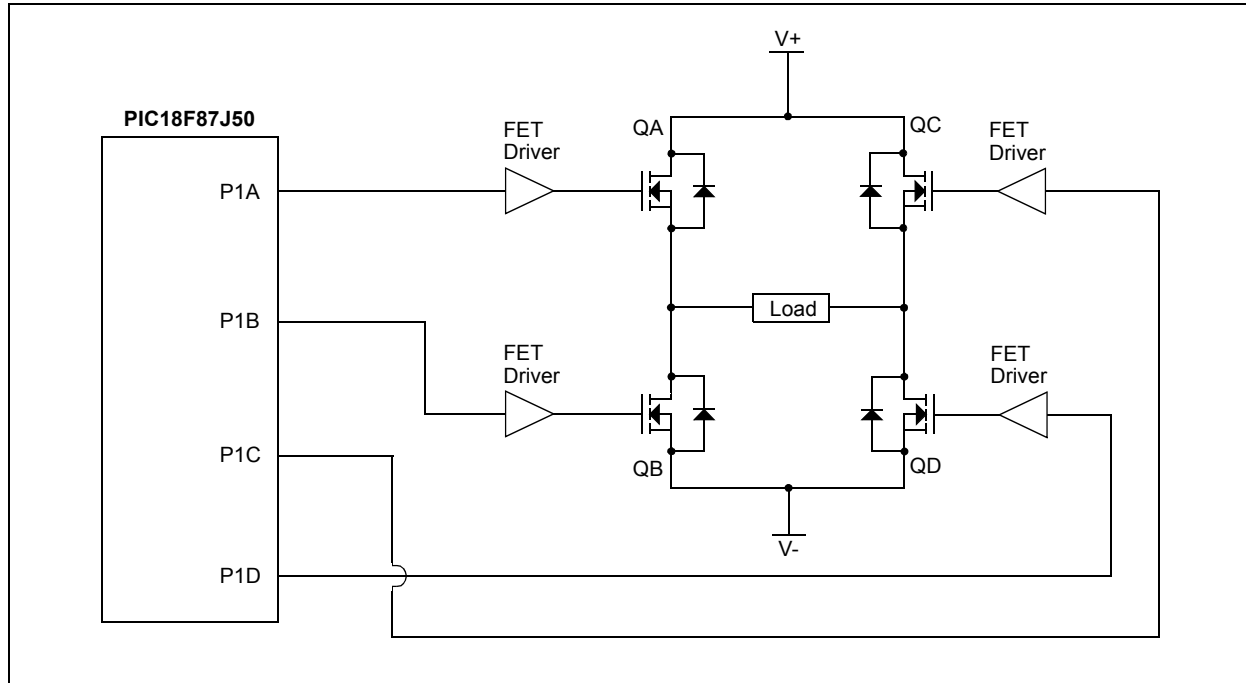 V+
PIC18F87J50
QA
FET
Driver
QC
FET
Driver
P1A
P1B
Load
FET
Driver
FET
Driver
P1C
QB
QD
V-
P1D